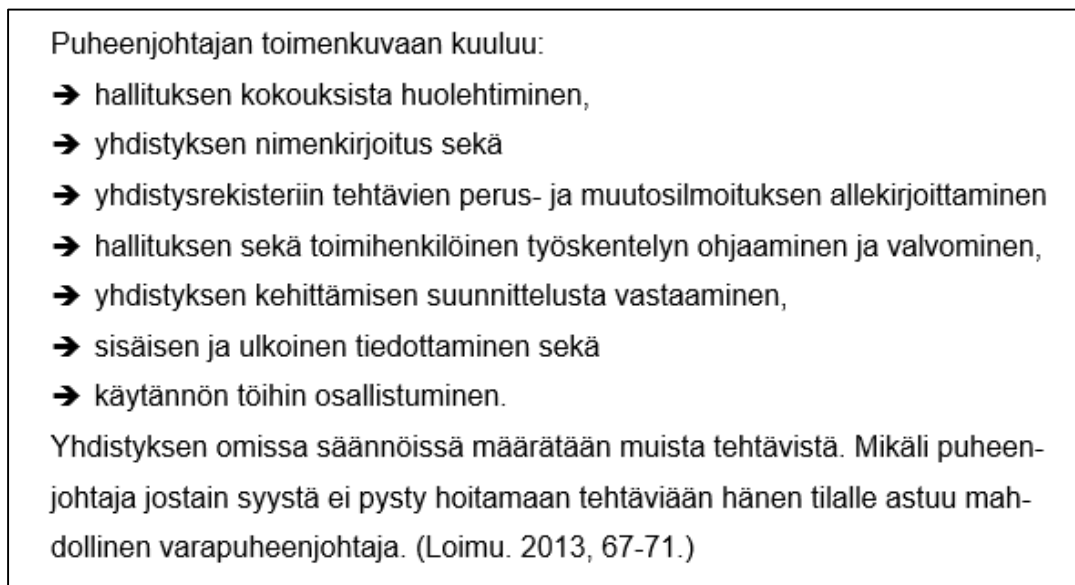 Puheenjohtajan toimenkuvaan kuuluu:
➔ hallituksen kokouksista huolehtiminen,
➔ yhdistyksen nimenkirjoitus sekä
➔ yhdistysrekisteriin tehtävien perus- ja muutosilmoituksen allekirjoittaminen
➔ hallituksen sekä toimihenkilöinen työskentelyn ohjaaminen ja valvominen,
➔ yhdistyksen kehittämisen suunnittelusta vastaaminen,
➔ sisäisen ja ulkoinen tiedottaminen sekä
➔ käytännön töihin osallistuminen.
Yhdistyksen omissa säännöissä määrätään muista tehtävistä. Mikäli puheen-
johtaja jostain syystä ei pysty hoitamaan tehtäviään hänen tilalle astuu mah-
dollinen varapuheenjohtaja. (Loimu. 2013, 67-71.)